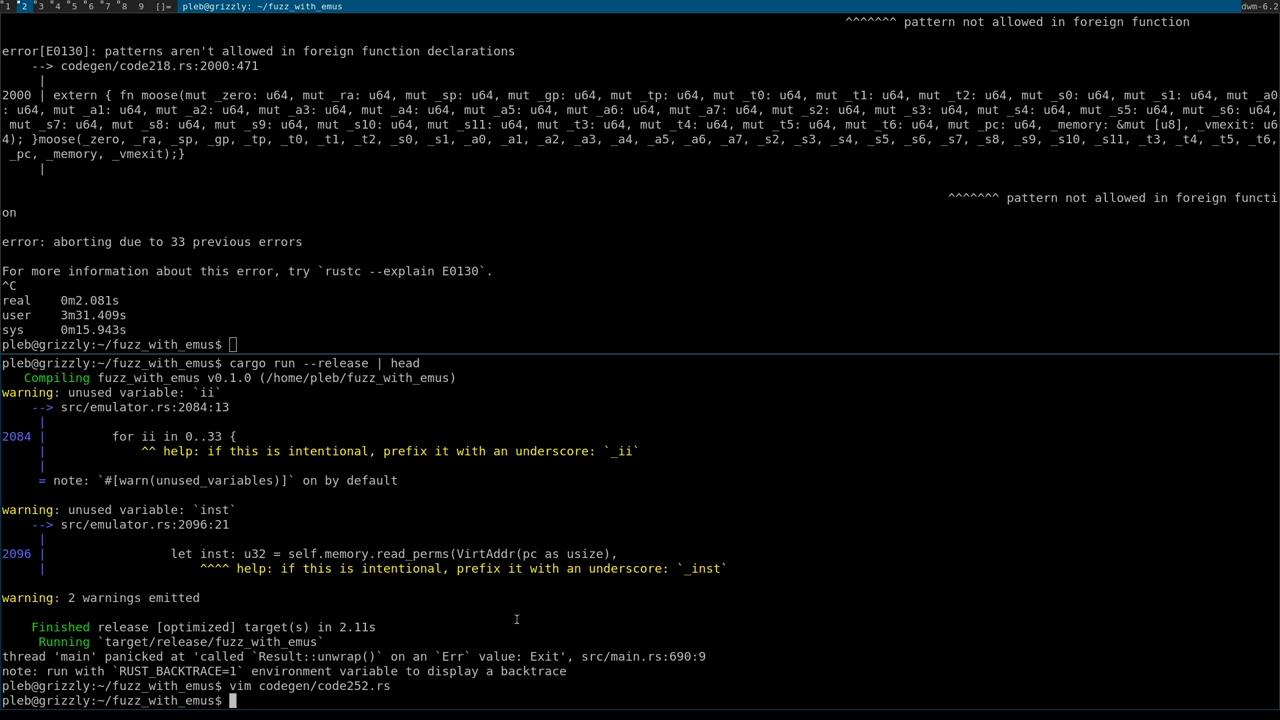 1 2 3 4 5 6 7 8 9 []= pleb@grizzly: ~/fuzz_with_emus dwm-6.2
^^^^^^^ pattern not allowed in foreign function
error[E0130]: patterns aren't allowed in foreign function declarations
--> codegen/code218.rs:2000:471
|
2000 | extern { fn moose(mut _zero: u64, mut _ra: u64, mut _sp: u64, mut _gp: u64, mut _tp: u64, mut _t0: u64, mut _t1: u64, mut _t2: u64, mut _s0: u64, mut _s1: u64, mut _a0
: u64, mut _a1: u64, mut _a2: u64, mut _a3: u64, mut _a4: u64, mut _a5: u64, mut _a6: u64, mut _a7: u64, mut _s2: u64, mut _s3: u64, mut _s4: u64, mut _s5: u64, mut _s6: u64,
mut _s7: u64, mut _s8: u64, mut _s9: u64, mut _s10: u64, mut _s11: u64, mut _t3: u64, mut _t4: u64, mut _t5: u64, mut _t6: u64, mut _pc: u64, _memory: &mut [u8], _vmexit: u6
4); }moose(_zero, _ra, _sp, _gp, _tp, _t0, _t1, _t2, _s0, _s1, _a0, _a1, _a2, _a3, _a4, _a5, _a6, _a7, _s2, _s3, _s4, _s5, _s6, _s7, _s8, _s9, _s10, _s11, _t3, _t4, _t5, _t6,
_pc, _memory, _vmexit);}
|
^^^^^^^ pattern not allowed in foreign functi
on
error: aborting due to 33 previous errors
For more information about this error, try `rustc --explain E0130`.
^C
real 0m2.081s
user 3m31.409s
sys 0m15.943s
pleb@grizzly:~/fuzz_with_emus$
pleb@grizzly:~/fuzz_with_emus$ cargo run --release | head
Compiling fuzz_with_emus v0.1.0 (/home/pleb/fuzz_with_emus)
warning: unused variable: `ii`
--> src/emulator.rs:2084:13
|
2084 | for ii in 0..33 {
| ^^ help: if this is intentional, prefix it with an underscore: `_ii`
|
= note: `#[warn(unused_variables)]` on by default
warning: unused variable: `inst`
--> src/emulator.rs:2096:21
|
2096 | let inst: u32 = self.memory.read_perms(VirtAddr(pc as usize),
| ^^^^ help: if this is intentional, prefix it with an underscore: `_inst`
warning: 2 warnings emitted
Finished release [optimized] target(s) in 2.11s
Running `target/release/fuzz_with_emus`
thread 'main' panicked at 'called `Result::unwrap()` on an `Err` value: Exit', src/main.rs:690:9
note: run with `RUST_BACKTRACE=1` environment variable to display a backtrace
pleb@grizzly:~/fuzz_with_emus$ vim codegen/code252.rs
pleb@grizzly:~/fuzz_with_emus$